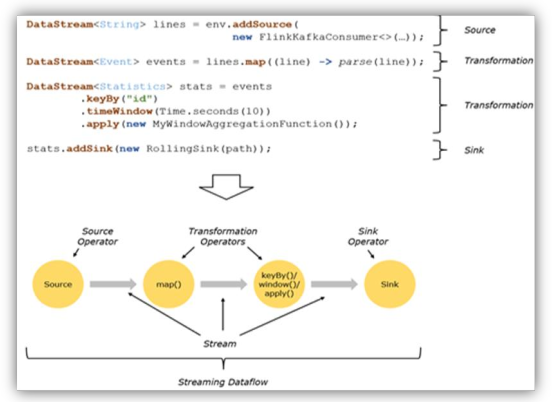 DataStream<String> lines = env.addSource(
new FlinkKafkaConsumer<>(…));
Source
DataStream<Event> events = lines.map((line) -> parse(line));
Transformation
DataStream<Statistics> stats = events
.keyBy("id")
.timeWindow(Time.seconds(10))
.apply(new MyWindowAggregationFunction());
Transformation
stats.addSink(new RollingSink(path));
Sink
Source
Operator
Transformation
Operators
Sink
Operator
Source
map()
keyBy()/
window()/
apply()
Sink
Stream
Streaming Dataflow